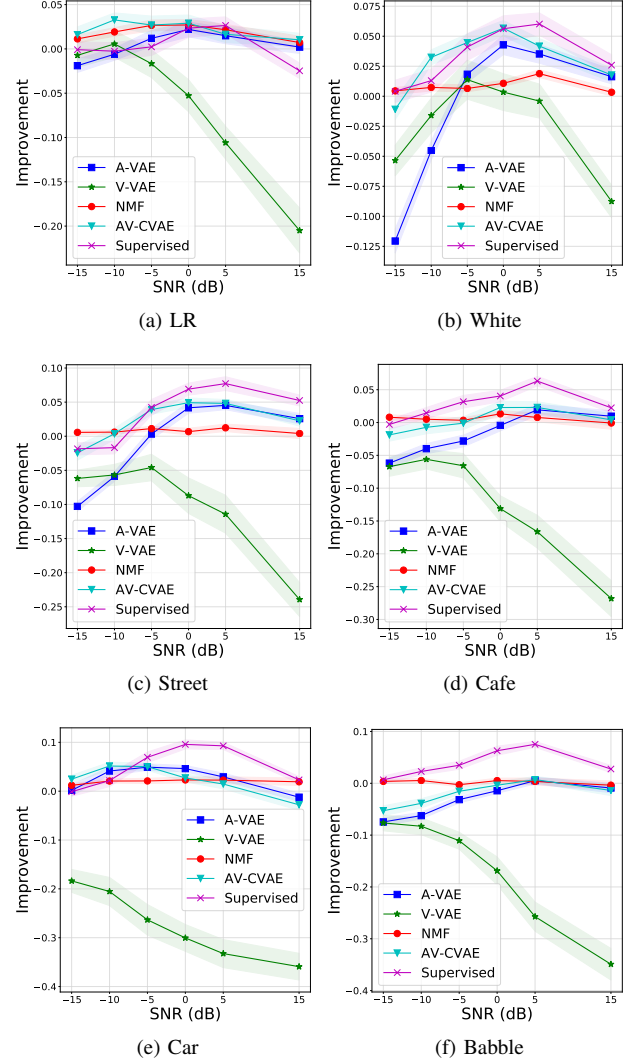 0.050
0.025
0.00
−0.05
−0.10
−0.15
−0.20
Improvement
A-VAE
V-VAE
NMF
AV-CVAE
Supervised
−15 −10 −5 0 5 15
SNR (dB)
(a) LR
0.075
0.050
0.025
0.000
−0.025
0.050
−0.075
−0.100
−0.125
Improvement
A-VAE
V-VAE
NMF
AV-CVAE
Supervised
−15 −10 −5 0 5 15
SNR (dB)
(b) White
0.10
0.05
0.00
−0.05
−0.10
−0.15
−0.20
−0.25
Improvement
A-VAE
V-VAE
NMF
AV-CVAE
Supervised
−15 −10 −5 0 5 15
SNR (dB)
(c) Street
0.05
0.00
−0.05
−0.10
−0.15
−0.20
−0.25
−0.30
Improvement
A-VAE
V-VAE
NMF
AV-CVAE
Supervised
−15 −10 −5 0 5 15
SNR (dB)
(d) Cafe
0.1
0.0
−0.1
−0.2
−0.3
−0.4
Improvement
A-VAE
V-VAE
NMF
AV-CVAE
Supervised
−15 −10 −5 0 5 15
SNR (dB)
(e) Car
0.1
0.0
−0.1
−0.2
−0.3
−0.4
Improvement
A-VAE
V-VAE
NMF
AV-CVAE
Supervised
−15 −10 −5 0 5 15
SNR (dB)
(f) Babble